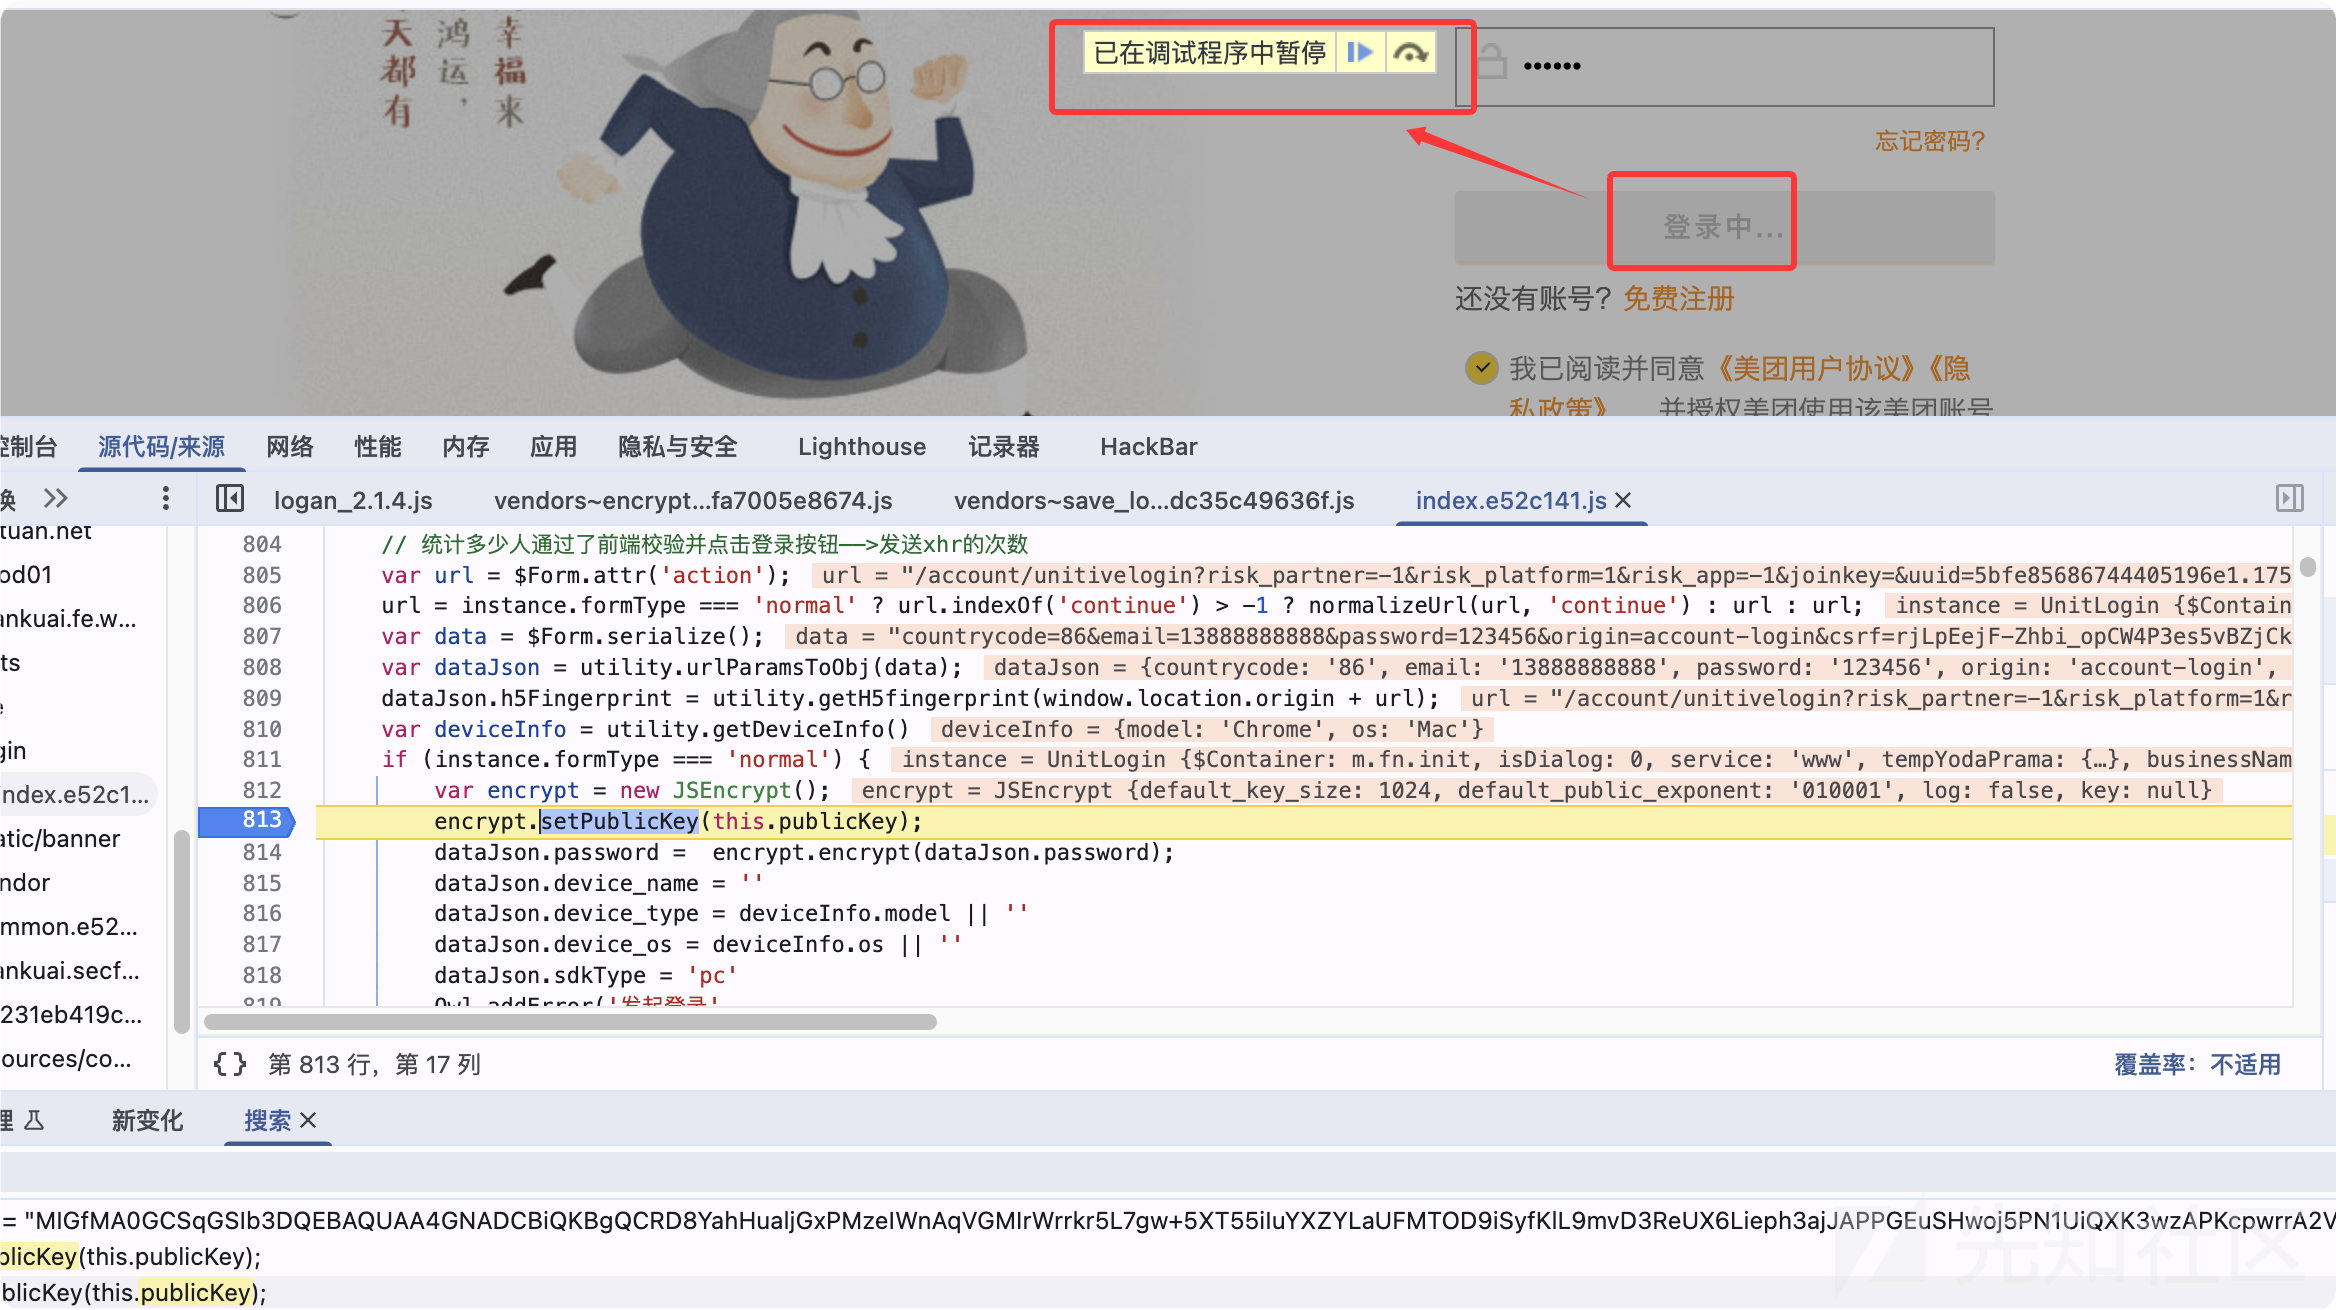 天都有
鸿运，
幸福来
已在调试程序中暂停
••••••
忘记密码?
登录中...
还没有账号? 免费注册
我已阅读并同意《美团用户协议》《隐
私政策》 并授权美团使用该美团账号
控制台 源代码/来源 网络 性能 内存 应用 隐私与安全 Lighthouse 记录器 HackBar
换 logan_2.1.4.js vendors~encrypt...fa7005e8674.js vendors~save_lo...dc35c49636f.js index.e52c141.js
tuan.net
od01
ankuai.fe.w...
ts
e
gin
index.e52c1...
atic/banner
ndor
mmon.e52...
ankuai.secf...
231eb419c...
ources/co...
804 // 统计多少人通过了前端校验并点击登录按钮——>发送xhr的次数
805 var url = $Form.attr('action'); url = "/account/unitivelogin?risk_partner=-1&risk_platform=1&risk_app=-1&joinkey=&uuid=5bfe85686744405196e1.175
806 url = instance.formType === 'normal' ? url.indexOf('continue') > -1 ? normalizeUrl(url, 'continue') : url : url; instance = UnitLogin {$Contain
807 var data = $Form.serialize(); data = "countrycode=86&email=13888888888&password=123456&origin=account-login&csrf=rjLpEejF-Zhbi_opCW4P3es5vBZjCk
808 var dataJson = utility.urlParamsToObj(data); dataJson = {countrycode: '86', email: '13888888888', password: '123456', origin: 'account-login',
809 dataJson.h5Fingerprint = utility.getH5fingerprint(window.location.origin + url); url = "/account/unitivelogin?risk_partner=-1&risk_platform=1&r
810 var deviceInfo = utility.getDeviceInfo() deviceInfo = {model: 'Chrome', os: 'Mac'}
811 if (instance.formType === 'normal') { instance = UnitLogin {$Container: m.fn.init, isDialog: 0, service: 'www', tempYodaPrama: {…}, businessNam
812 var encrypt = new JSEncrypt(); encrypt = JSEncrypt {default_key_size: 1024, default_public_exponent: '010001', log: false, key: null}
813 encrypt.setPublicKey(this.publicKey);
814 dataJson.password = encrypt.encrypt(dataJson.password);
815 dataJson.device_name = ''
816 dataJson.device_type = deviceInfo.model || ''
817 dataJson.device_os = deviceInfo.os || ''
818 dataJson.sdkType = 'pc'
819 Owl.addError('发起登录'
{} 第 813 行，第 17 列 覆盖率：不适用
理 新变化 搜索
= "MIGfMA0GCSqGSIb3DQEBAQUAA4GNADCBiQKBgQCRD8YahHualjGxPMzeIWnAqVGMIrWrrkr5L7gw+5XT55iIuYXZYLaUFMTOD9iSyfKlL9mvD3ReUX6Lieph3ajJAPPGEuSHwoj5PN1UiQXK3wzAPKcpwrrA2V
blicKey(this.publicKey);
blicKey(this.publicKey);
先知社区